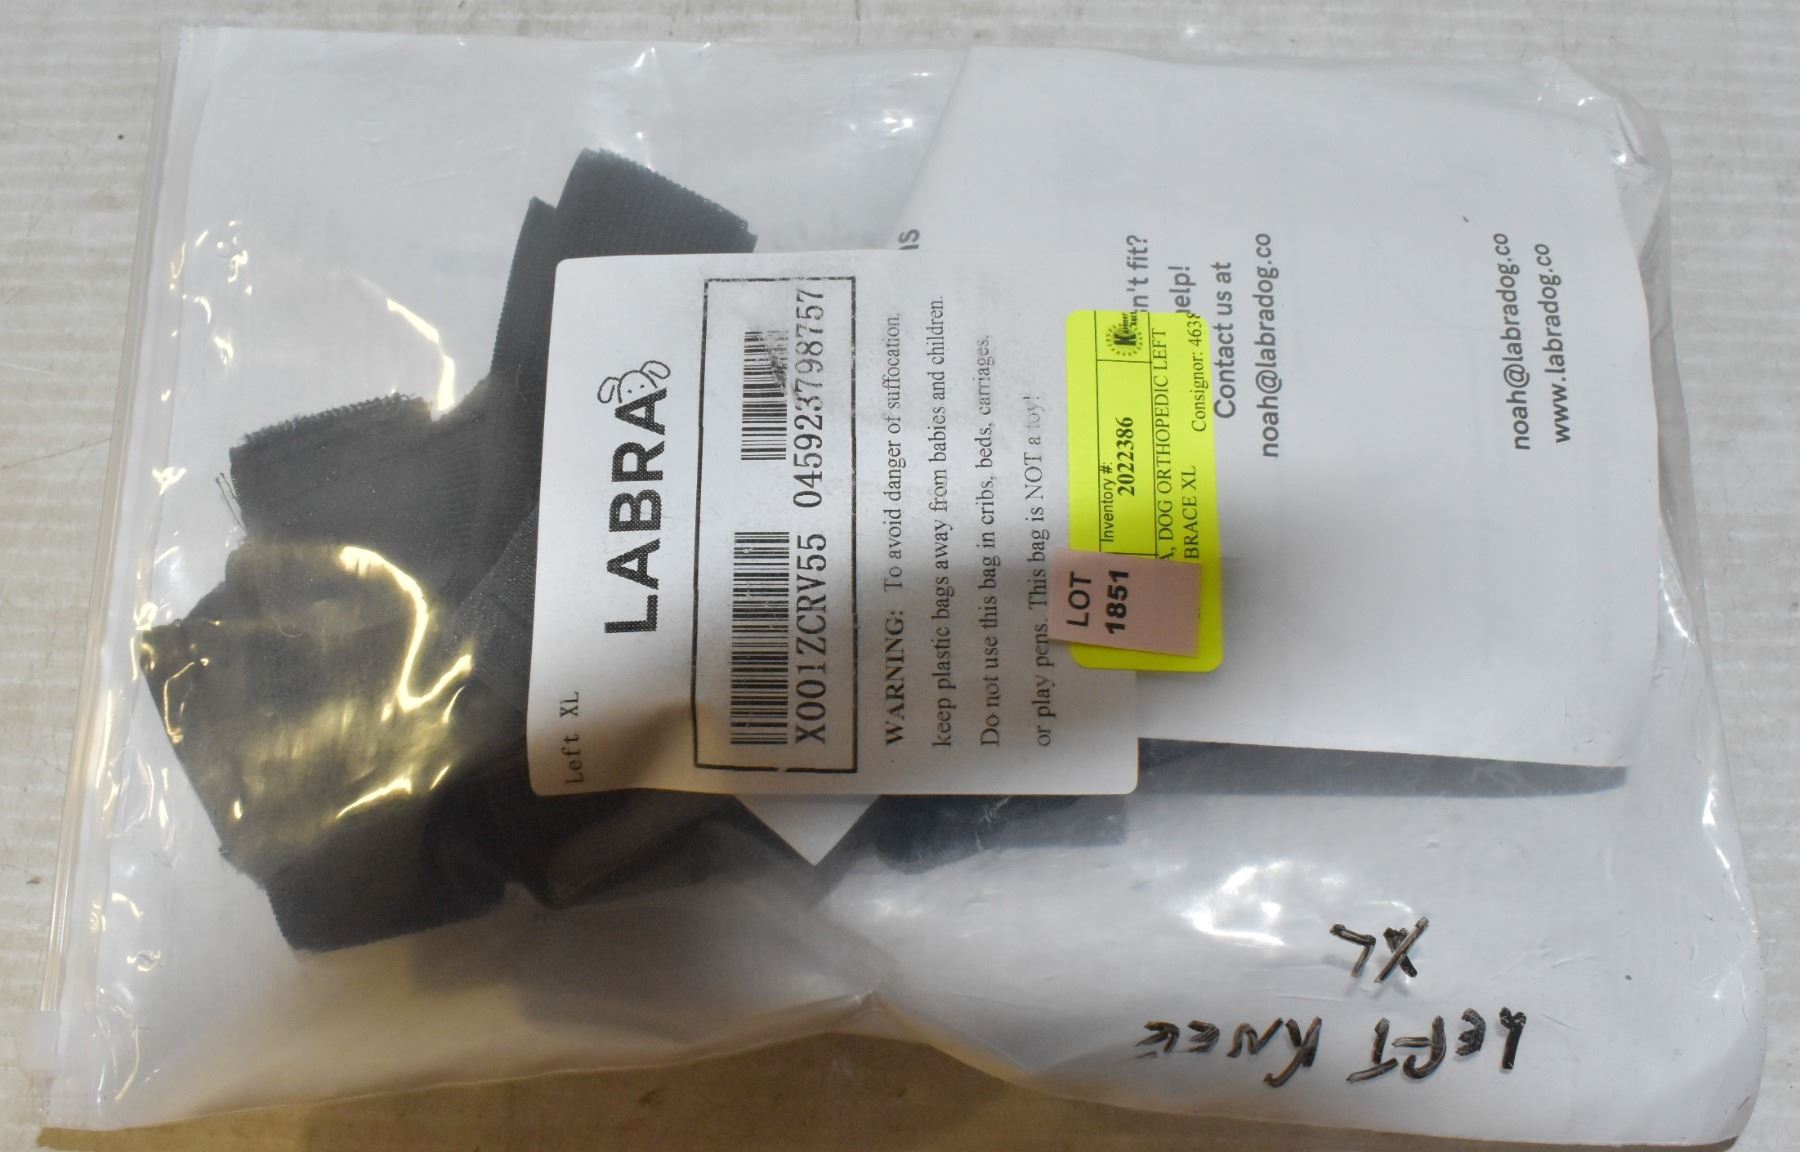 Left XL
LABRA
X001ZCRV55 045923798757
WARNING: To avoid danger of suffocation,
keep plastic bags away from babies and children.
Do not use this bag in cribs, beds, carriages,
or play pens. This bag is NOT a toy!
Inventory #:
2022386
DOG ORTHOPEDIC LEFT
BRACE XL Consignor: 4638
LOT
1851
n't fit?
help!
Contact us at
noah@labradog.co
noah@labradog.co
www.labradog.co
LEFT KNEE
XL